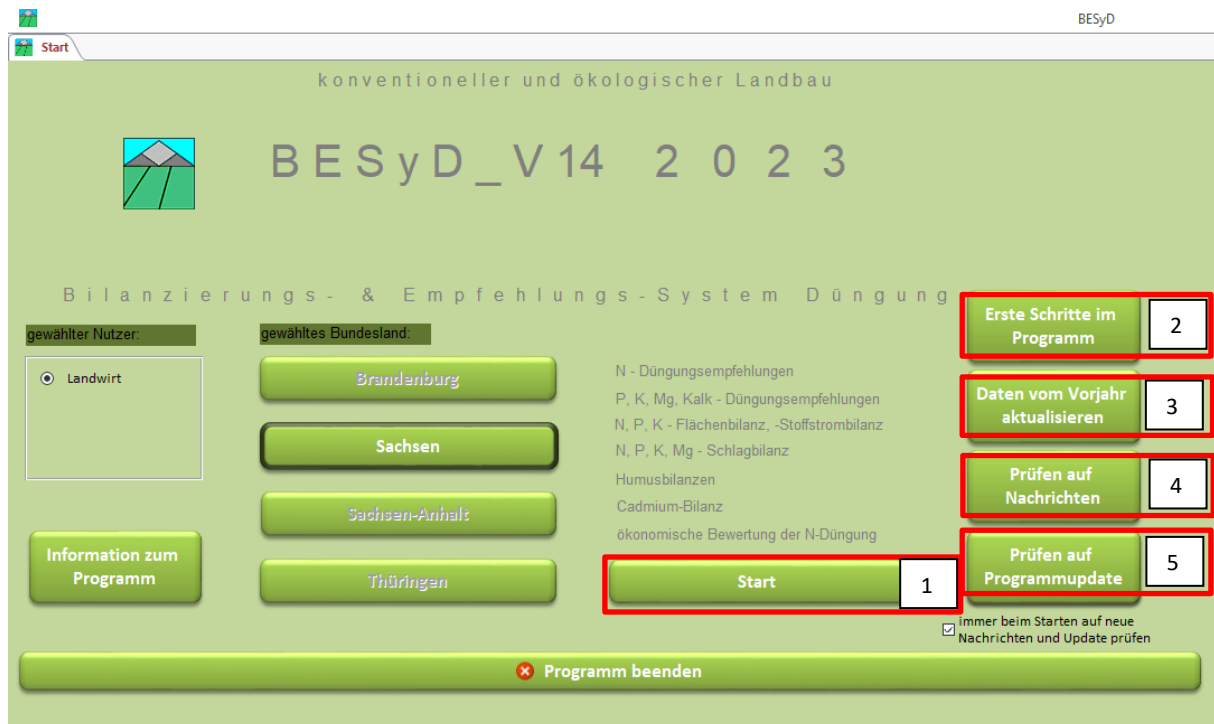 BESyD
Start
konventioneller und ökologischer Landbau
BESyD_V14 2023
Bilanzierungs- & Empfehlungs-System Düngung
gewählter Nutzer:
Landwirt
Information zum
Programm
gewähltes Bundesland:
Brandenburg
Sachsen
Sachsen-Anhalt
Thüringen
N - Düngungsempfehlungen
P, K, Mg, Kalk - Düngungsempfehlungen
N, P, K - Flächenbilanz, -Stoffstrombilanz
N, P, K, Mg - Schlagbilanz
Humusbilanzen
Cadmium-Bilanz
ökonomische Bewertung der N-Düngung
Start
1
Erste Schritte im
Programm
2
Daten vom Vorjahr
aktualisieren
3
Prüfen auf
Nachrichten
4
Prüfen auf
Programmupdate
5
immer beim Starten auf neue
Nachrichten und Update prüfen
Programm beenden